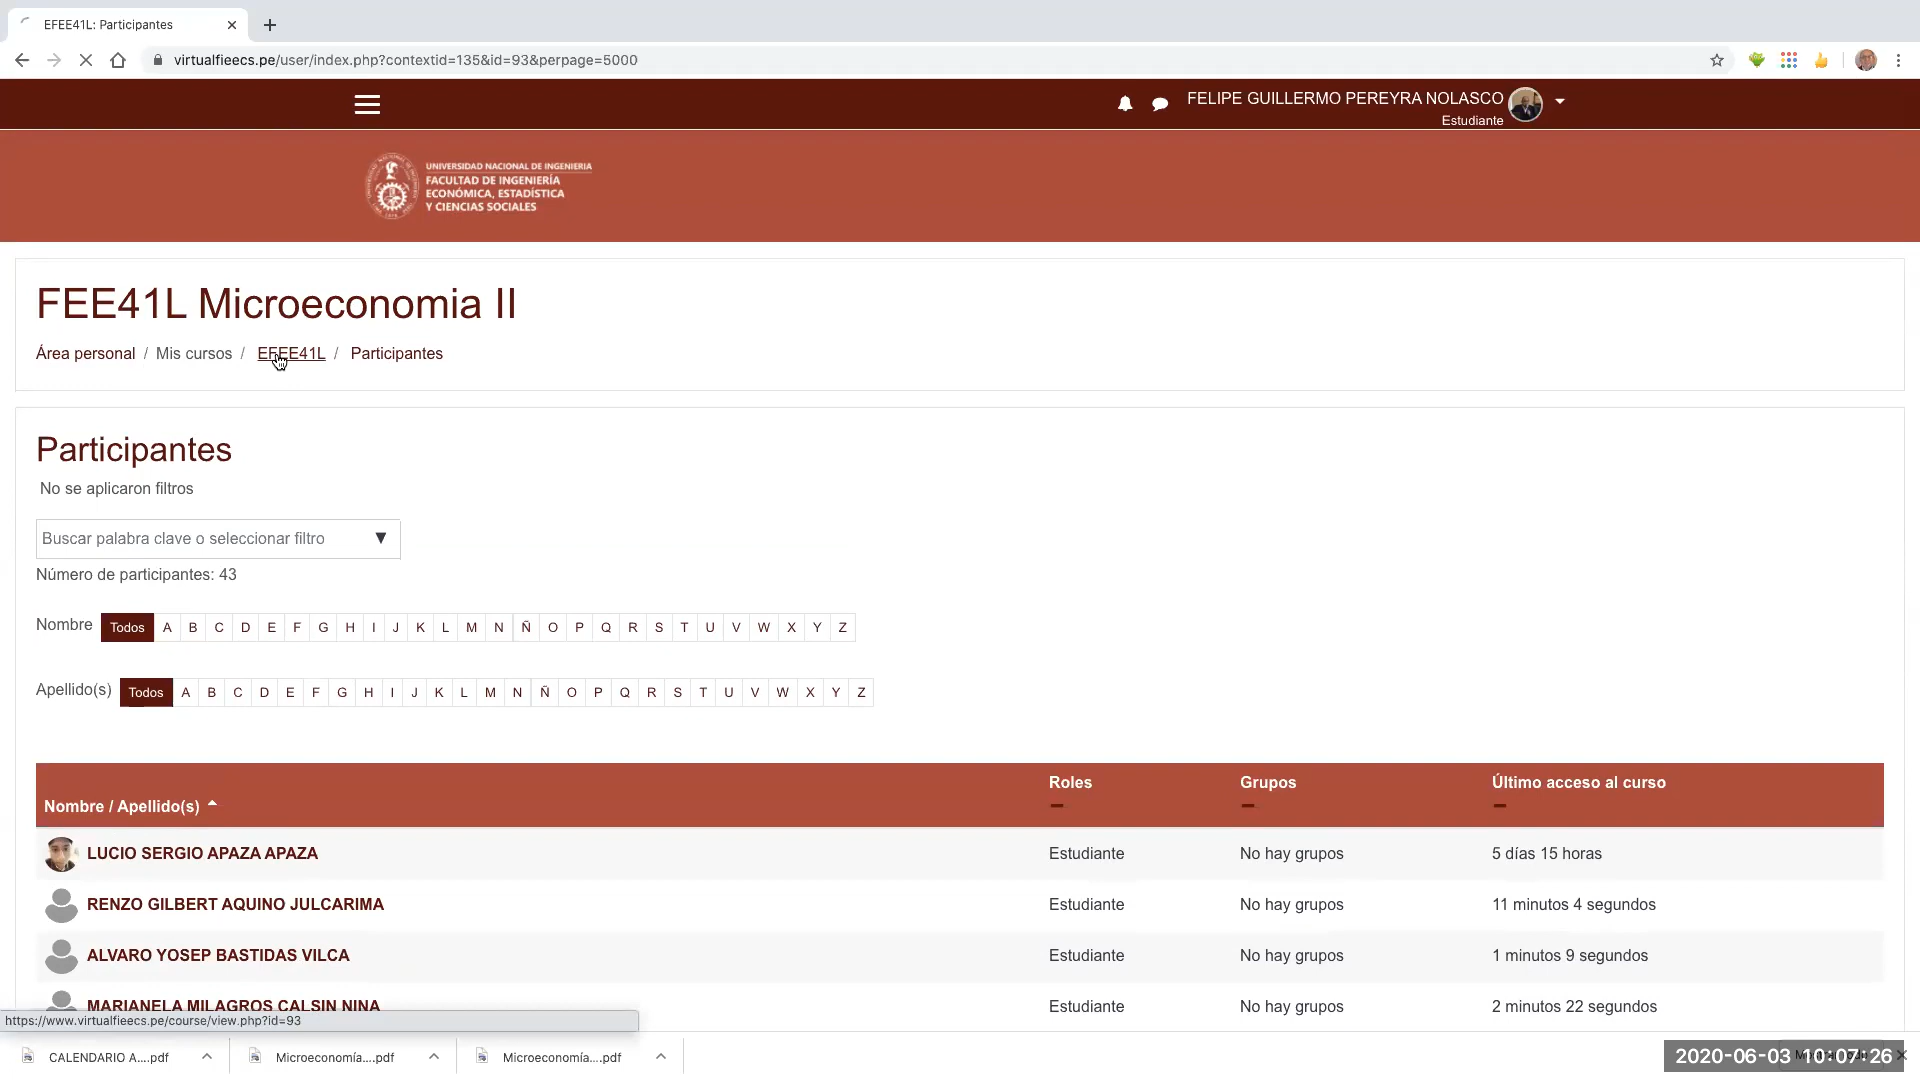 EFEE41L: Participantes
virtualfieecs.pe/user/index.php?contextid=135&id=93&perpage=5000
FELIPE GUILLERMO PEREYRA NOLASCO
Estudiante
UNIVERSIDAD NACIONAL DE INGENIERIA
FACULTAD DE INGENIERÍA
ECONÓMICA, ESTADÍSTICA
Y CIENCIAS SOCIALES
FEE41L Microeconomia II
Área personal / Mis cursos / EFEE41L / Participantes
Participantes
No se aplicaron filtros
Buscar palabra clave o seleccionar filtro ▼
Número de participantes: 43
Nombre Todos A B C D E F G H I J K L M N Ñ O P Q R S T U V W X Y Z
Apellido(s) Todos A B C D E F G H I J K L M N Ñ O P Q R S T U V W X Y Z
Nombre / Apellido(s) Roles Grupos Último acceso al curso
LUCIO SERGIO APAZA APAZA Estudiante No hay grupos 5 días 15 horas
RENZO GILBERT AQUINO JULCARIMA Estudiante No hay grupos 11 minutos 4 segundos
ALVARO YOSEP BASTIDAS VILCA Estudiante No hay grupos 1 minutos 9 segundos
MARIANELA MILAGROS CALSIN NINA Estudiante No hay grupos 2 minutos 22 segundos
https://www.virtualfieecs.pe/course/view.php?id=93
CALENDARIO A....pdf Microeconomía....pdf Microeconomía....pdf
2020-06-03 10:07:26